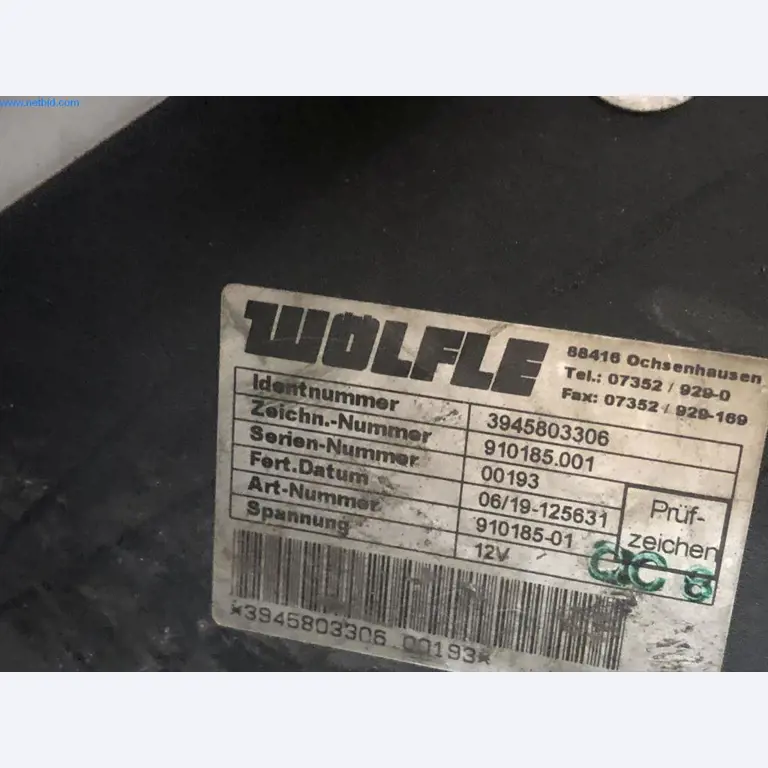 www.netbid.com
WÖLFLE
88416 Ochsenhausen
Tel.: 07352 / 929-0
Fax: 07352 / 929-169
Identnummer 3945803306
Zeichn.-Nummer 910185.001
Serien-Nummer 00193
Fert.Datum 06/19-125631
Art-Nummer 910185-01
Spannung 12V
Prüf-
zeichen
*3945803306 00193*